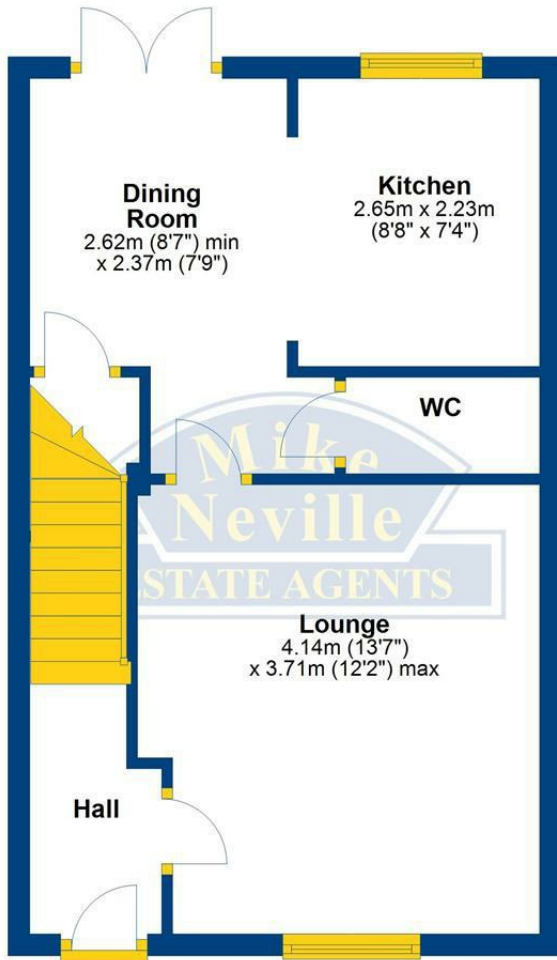 Dining
Room
2.62m (8'7") min
x 2.37m (7'9")
Kitchen
2.65m x 2.23m
(8'8" x 7'4")
WC
Mike
Neville
ESTATE AGENTS
Lounge
4.14m (13'7")
x 3.71m (12'2") max
Hall